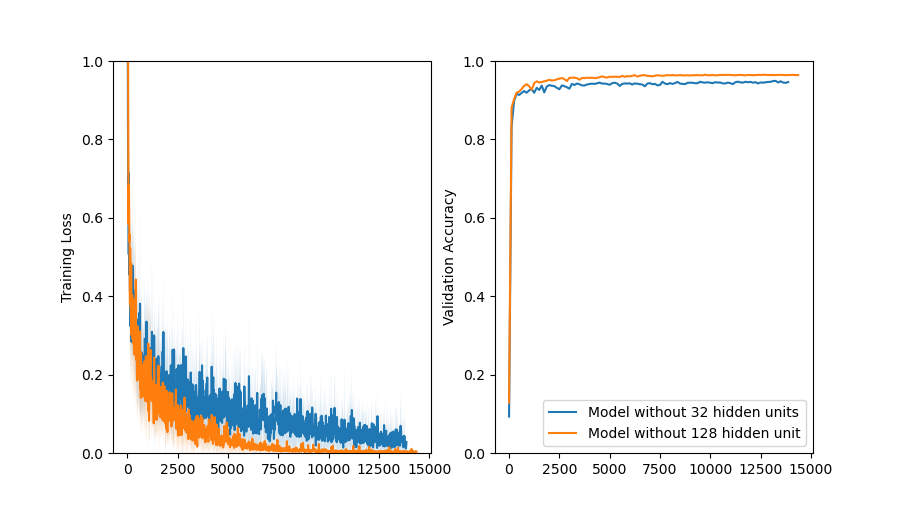 1.0
0.8
0.6
0.4
0.2
0.0
Training Loss
0 2500 5000 7500 10000 12500 15000
1.0
0.8
0.6
0.4
0.2
0.0
Validation Accuracy
Model without 32 hidden units
Model without 128 hidden unit
0 2500 5000 7500 10000 12500 15000